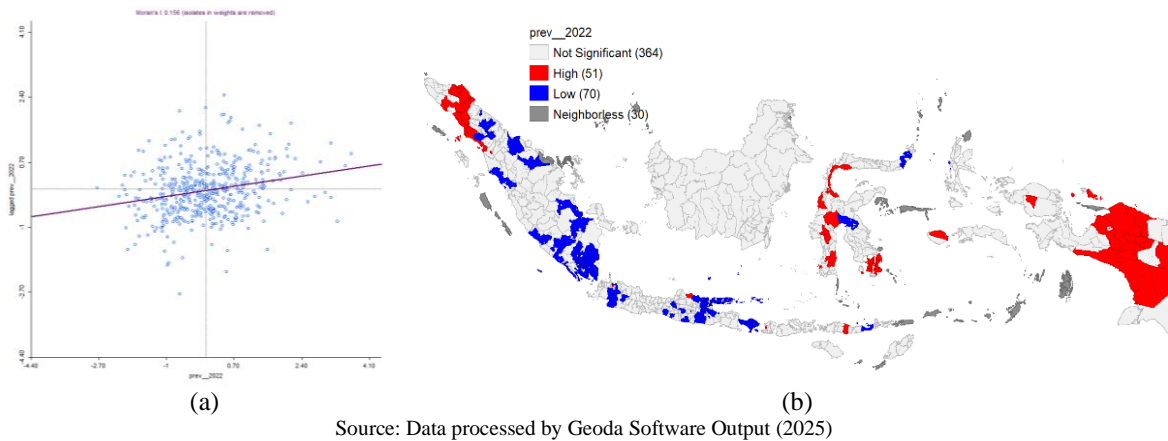 Moran's I: 0.156 (isolates in weights are removed)
4.10
2.40
0.70
-1
-2.70
-4.40
lagged prev__2022
-4.40 -2.70 -1 0.70 2.40 4.10
prev__2022
prev__2022
Not Significant (364)
High (51)
Low (70)
Neighborless (30)
(a) (b)
Source: Data processed by Geoda Software Output (2025)